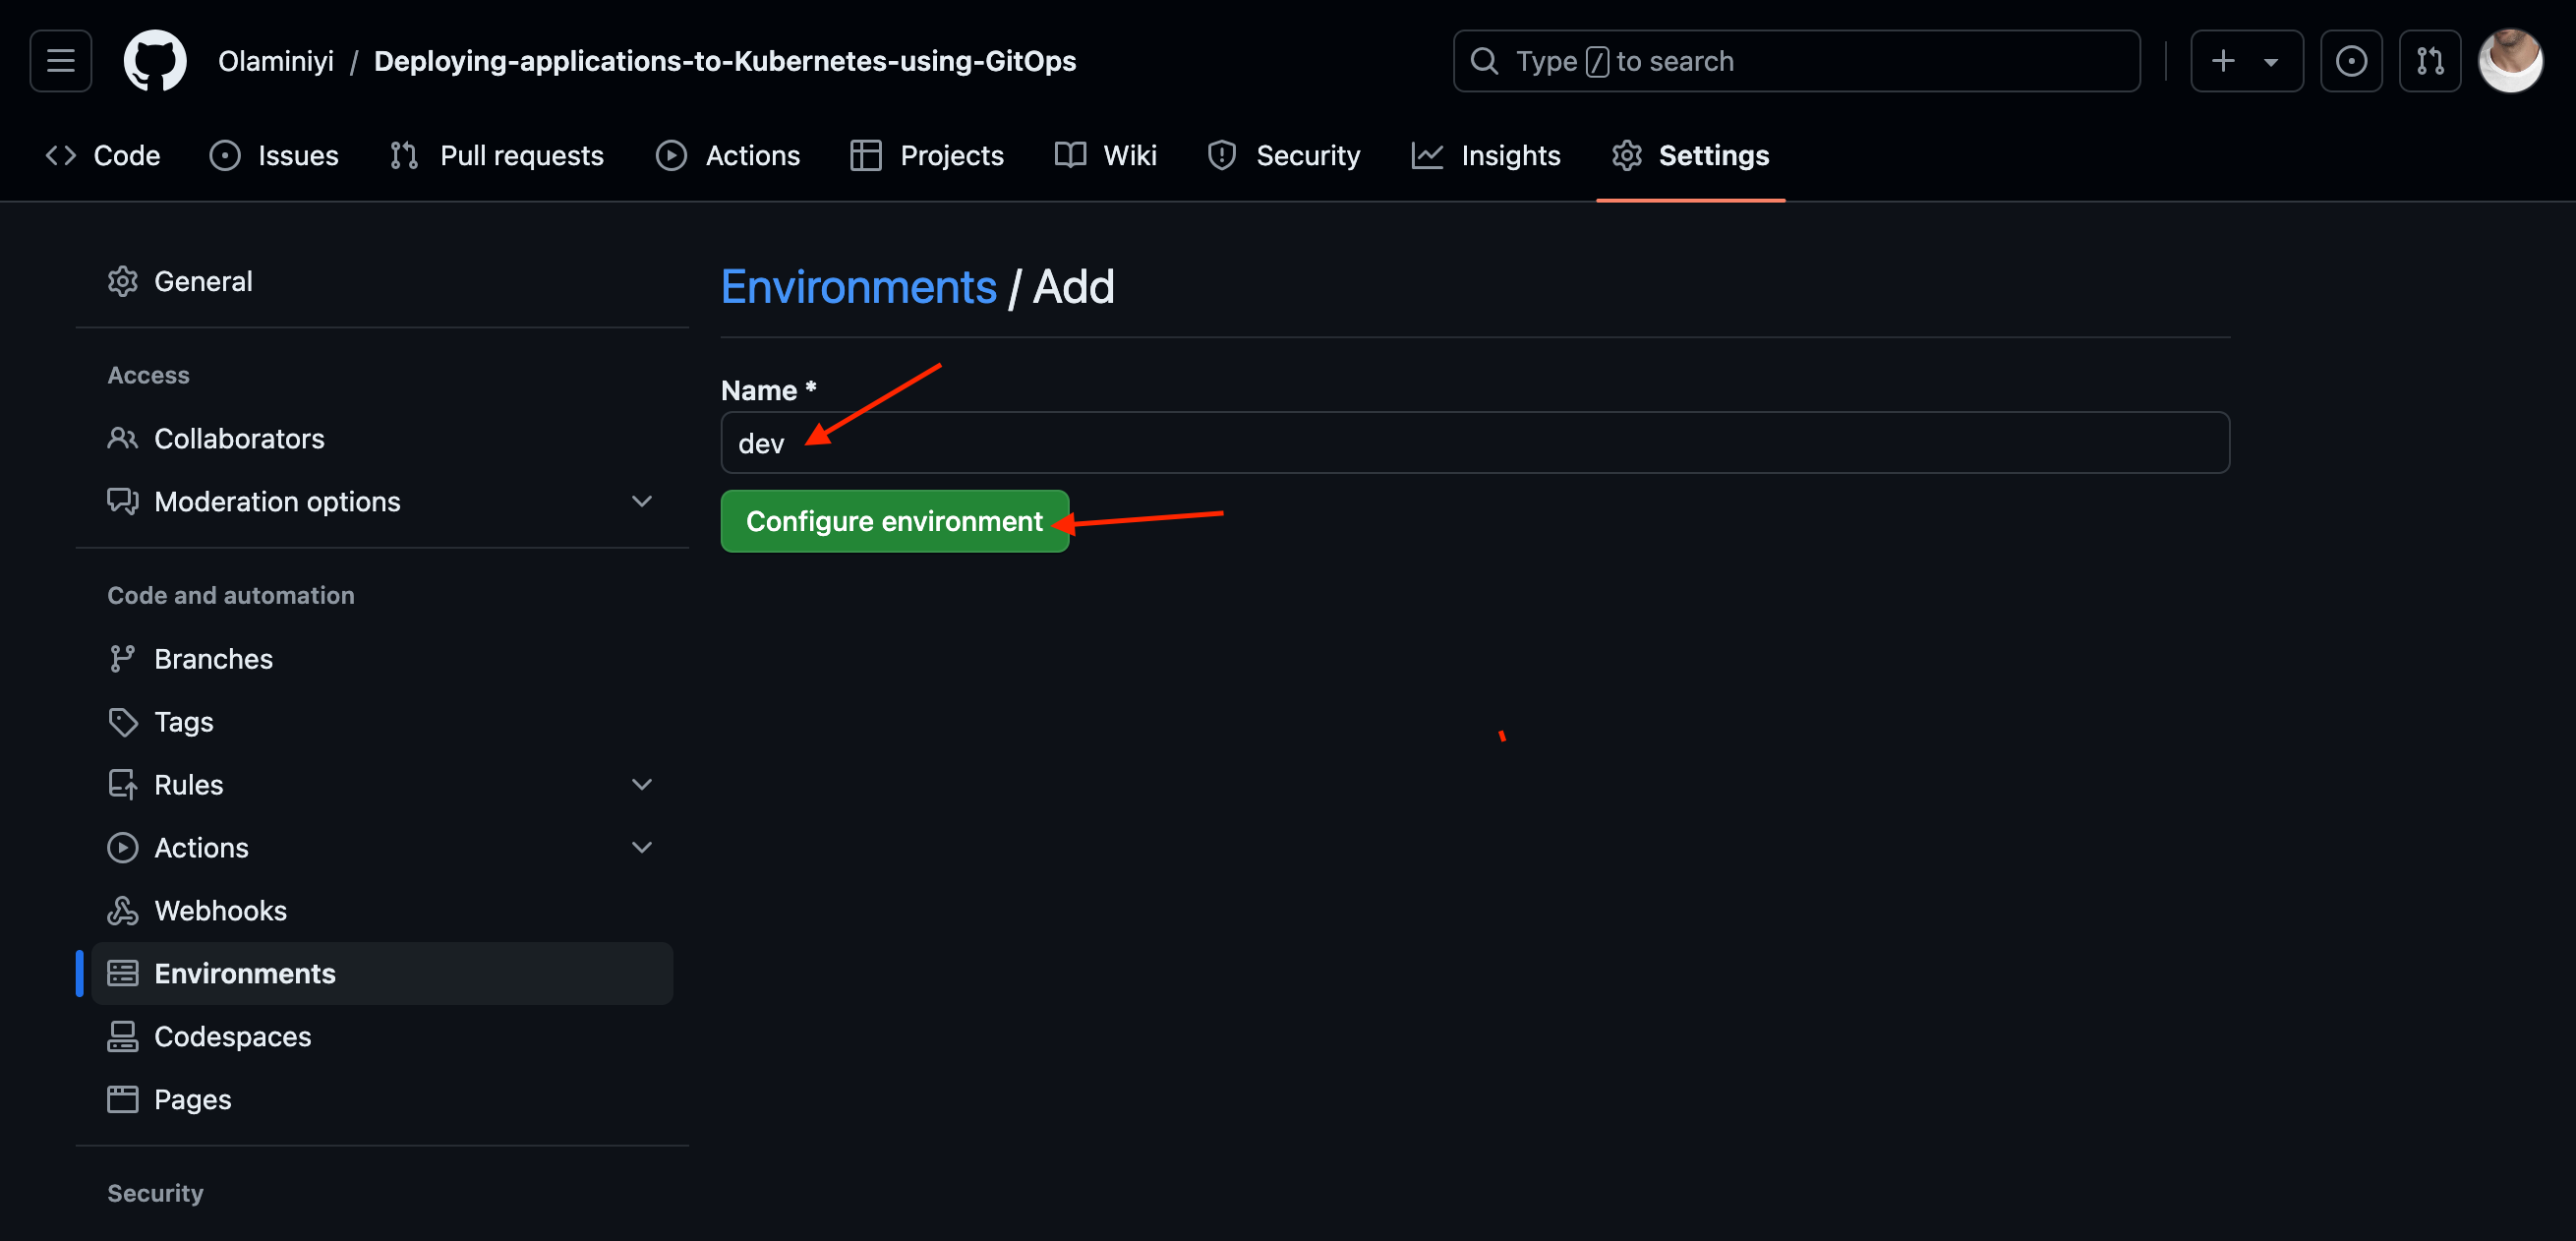 Olaminiyi / Deploying-applications-to-Kubernetes-using-GitOps
Type / to search
Code Issues Pull requests Actions Projects Wiki Security Insights Settings
General
Access
Collaborators
Moderation options
Code and automation
Branches
Tags
Rules
Actions
Webhooks
Environments
Codespaces
Pages
Security
Environments / Add
Name *
dev
Configure environment